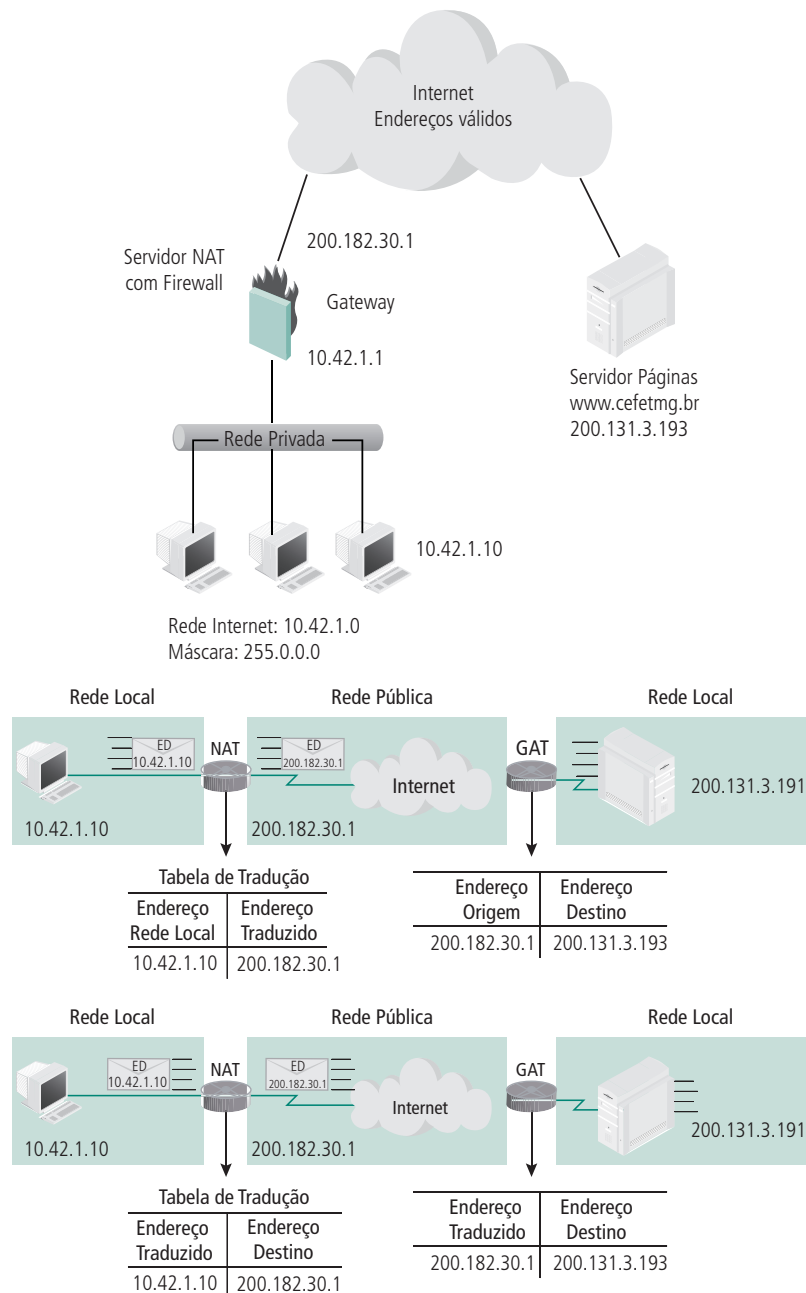 Internet
Endereços válidos
200.182.30.1
Servidor NAT
com Firewall
Gateway
10.42.1.1
Servidor Páginas
www.cefetmg.br
200.131.3.193
Rede Privada
10.42.1.10
Rede Internet: 10.42.1.0
Máscara: 255.0.0.0
Rede Local
Rede Pública
Rede Local
ED
10.42.1.10
NAT
ED
200.182.30.1
Internet
GAT
200.131.3.191
10.42.1.10
200.182.30.1
Tabela de Tradução
Endereço Rede Local
Endereço Traduzido
10.42.1.10
200.182.30.1
Endereço Origem
Endereço Destino
200.182.30.1
200.131.3.193
Rede Local
Rede Pública
Rede Local
ED
10.42.1.10
NAT
ED
200.182.30.1
Internet
GAT
200.131.3.191
10.42.1.10
200.182.30.1
Tabela de Tradução
Endereço Traduzido
Endereço Destino
10.42.1.10
200.182.30.1
Endereço Traduzido
Endereço Destino
200.182.30.1
200.131.3.193